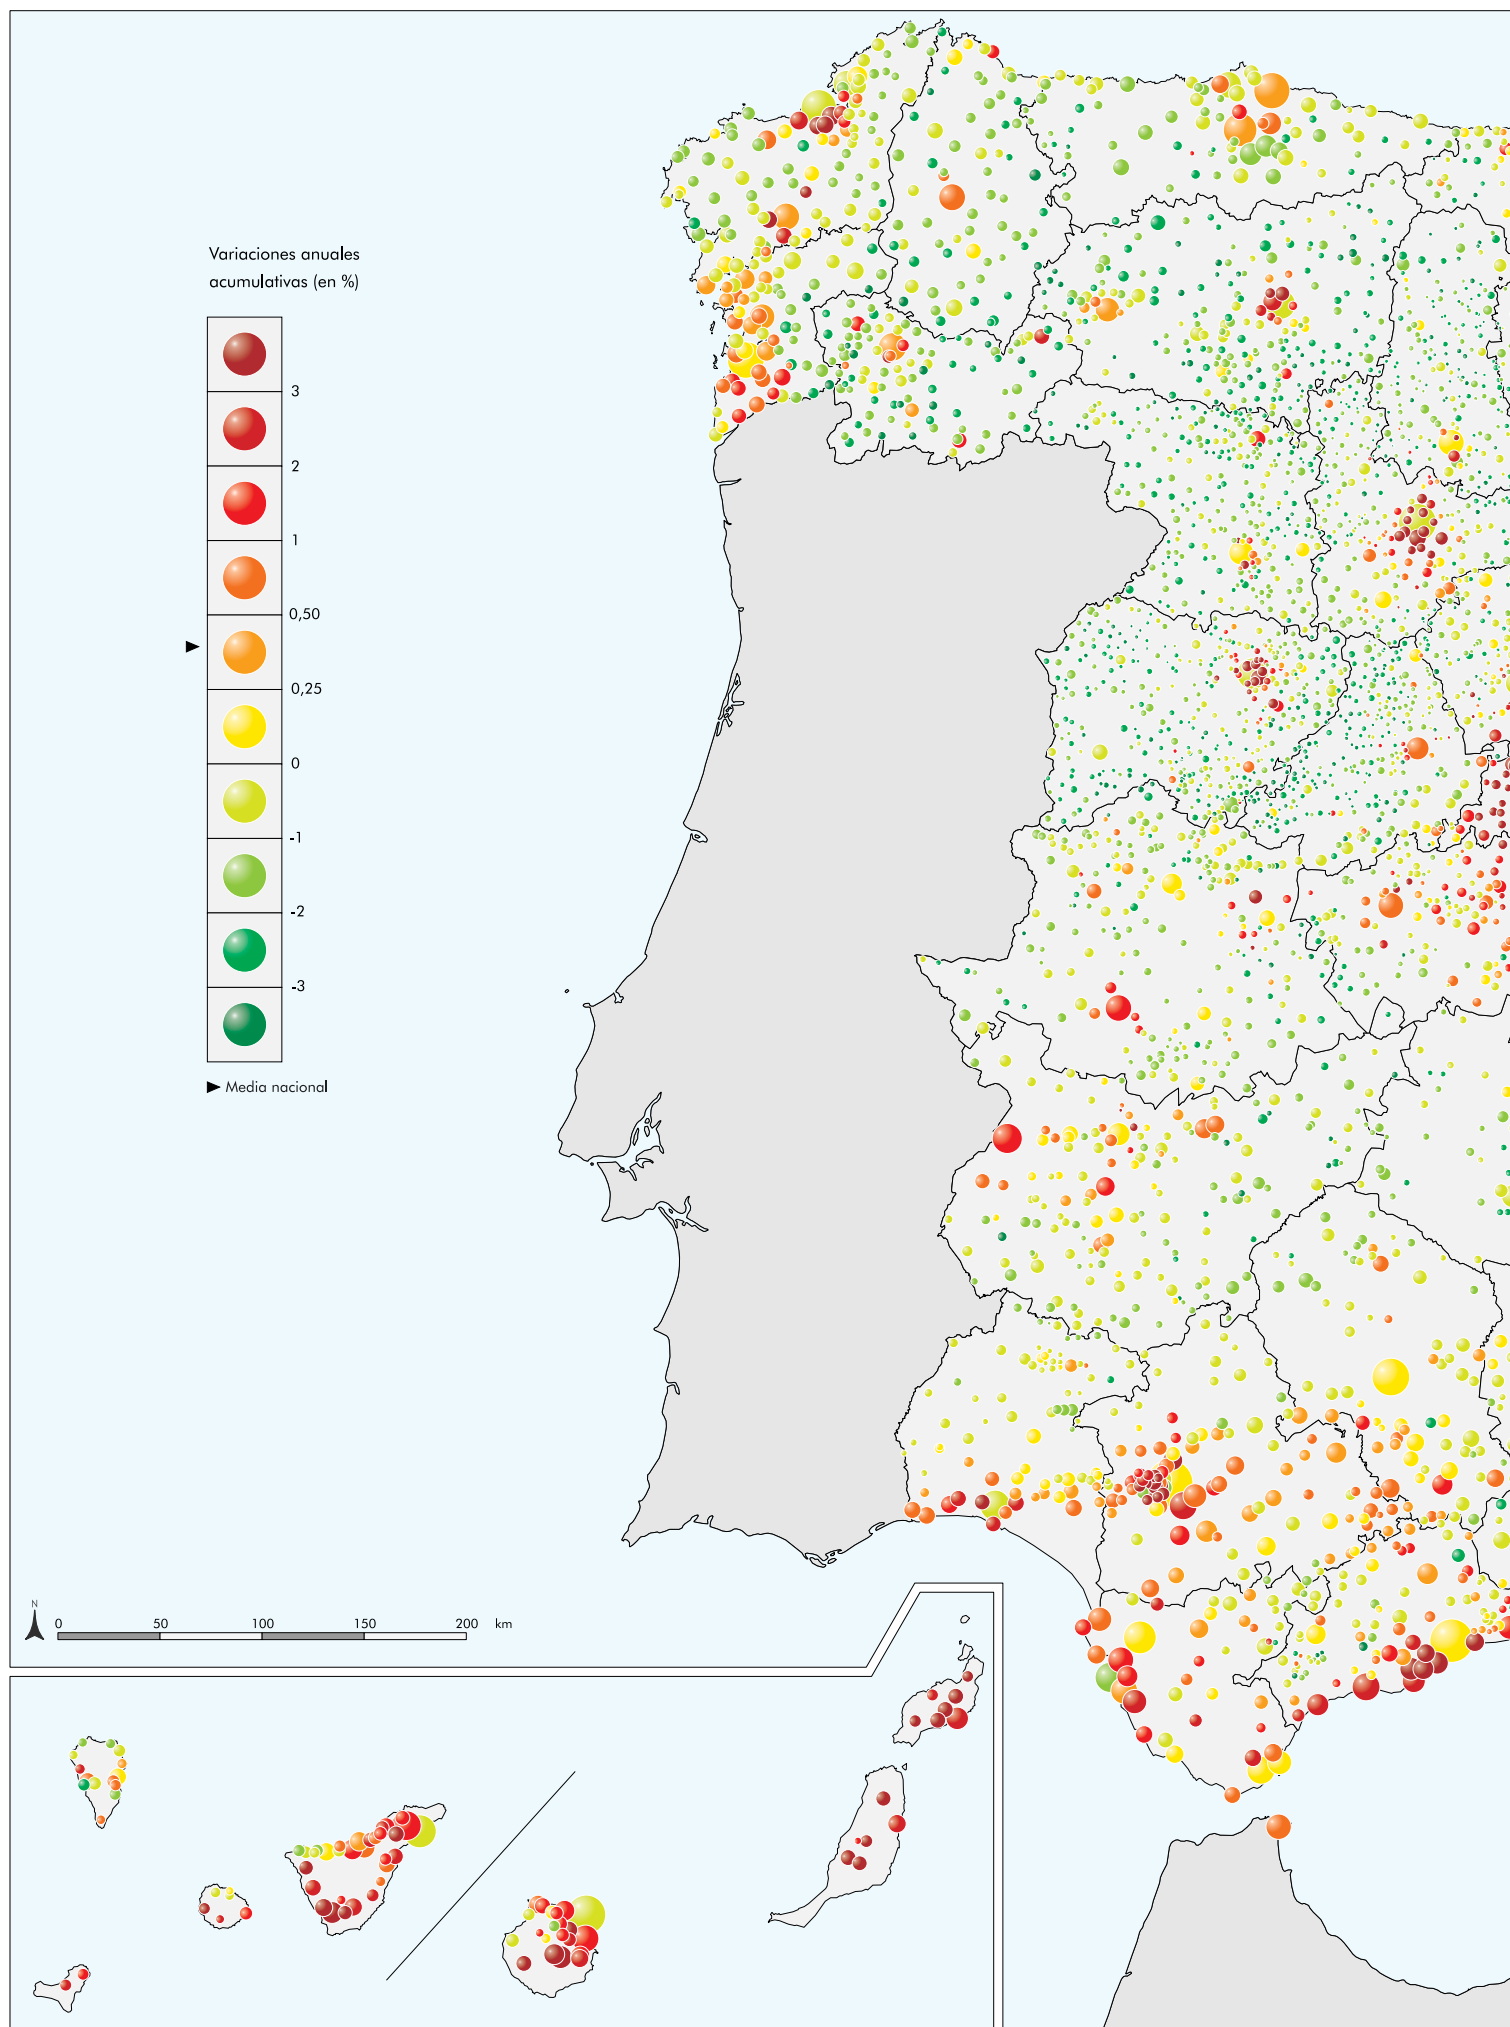 Variaciones anuales
acumulativas (en %)
3
2
1
0,50
0,25
0
-1
-2
-3
Media nacional
N
0 50 100 150 200 km